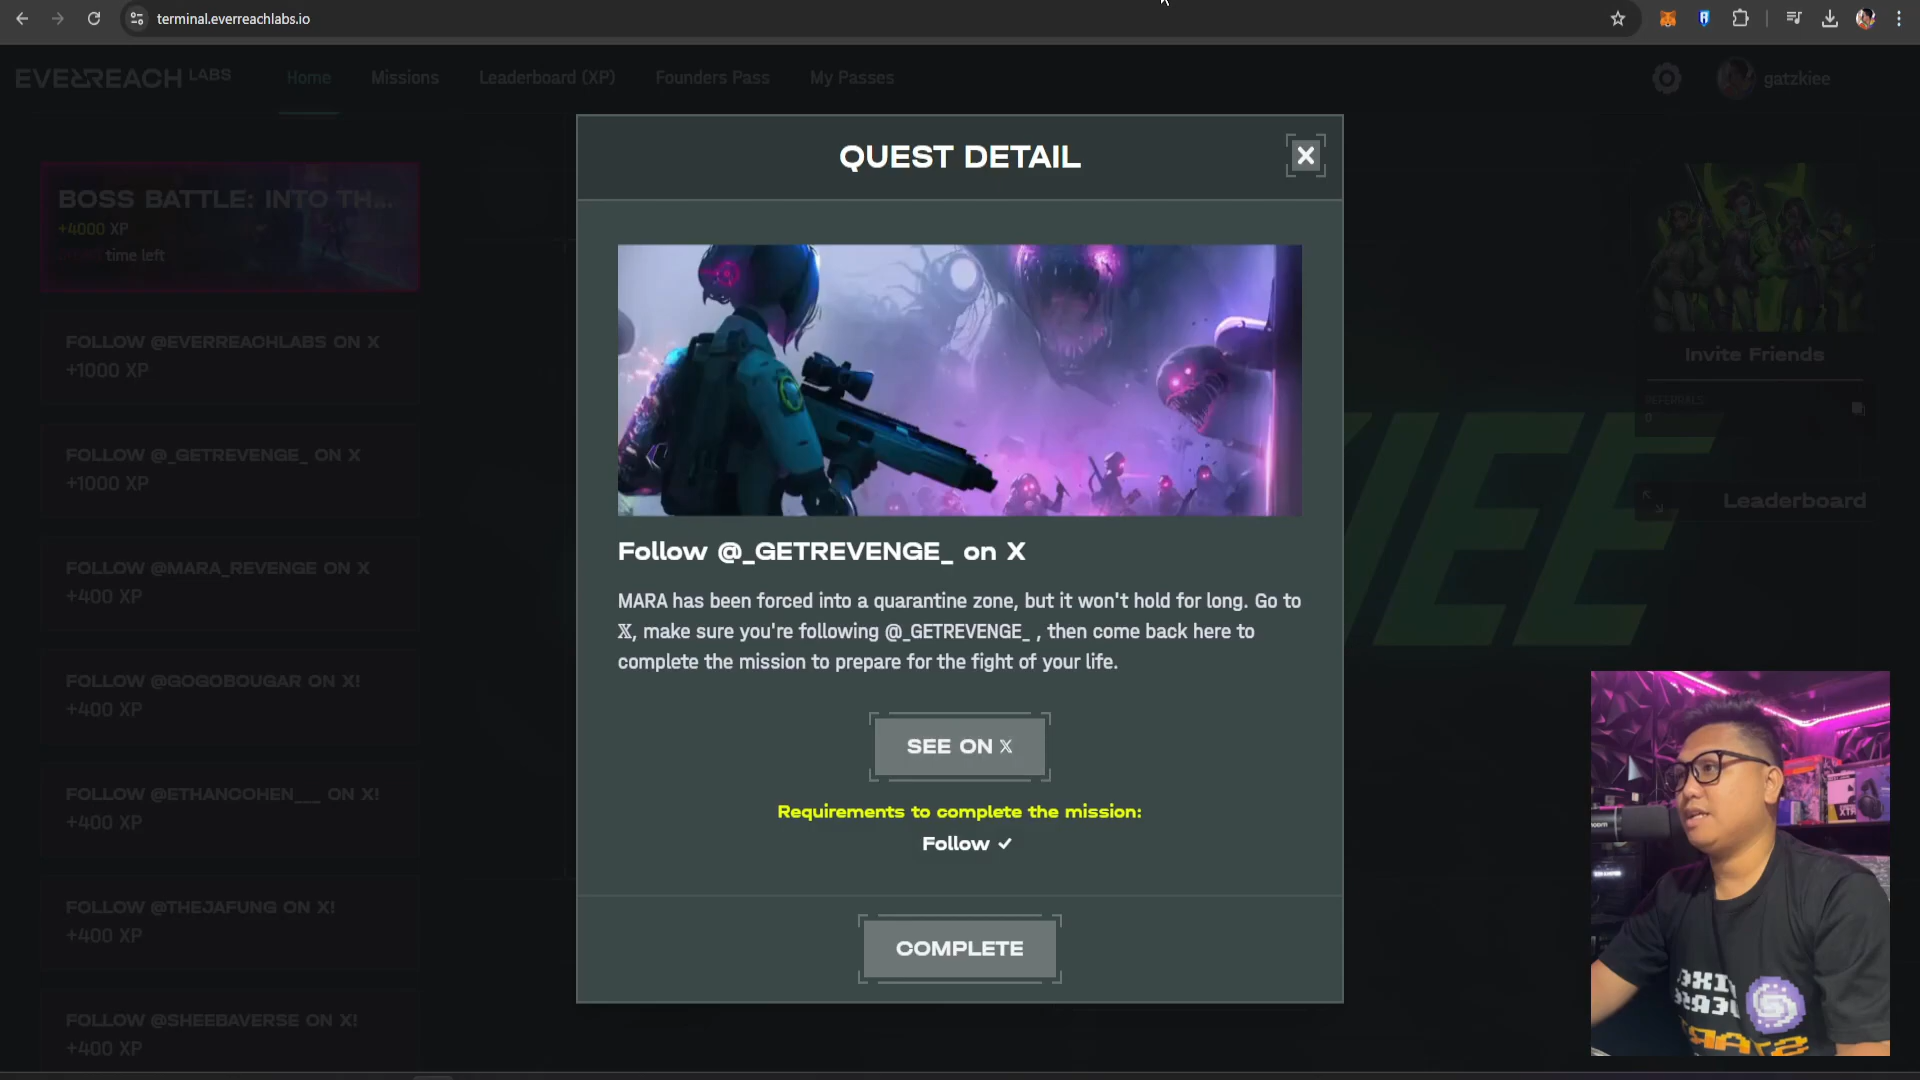 terminal.everreachlabs.io
EVERREACH LABS
Home
Missions
Leaderboard (XP)
Founders Pass
My Passes
gatzkiee
BOSS BATTLE: INTO TH...
+4000 XP
time left
FOLLOW @EVERREACHLABS ON X
+1000 XP
FOLLOW @_GETREVENGE_ ON X
+1000 XP
FOLLOW @MARA_REVENGE ON X
+400 XP
FOLLOW @GOGOBOUGAR ON X!
+400 XP
FOLLOW @ETHANCOHEN___ ON X!
+400 XP
FOLLOW @THEJAFUNG ON X!
+400 XP
FOLLOW @SHEEBAVERSE ON X!
+400 XP
QUEST DETAIL
Follow @_GETREVENGE_ on X
MARA has been forced into a quarantine zone, but it won't hold for long. Go to
𝕏, make sure you're following @_GETREVENGE_ , then come back here to
complete the mission to prepare for the fight of your life.
SEE ON 𝕏
Requirements to complete the mission:
Follow ✓
COMPLETE
Invite Friends
REFERRALS
0
Leaderboard